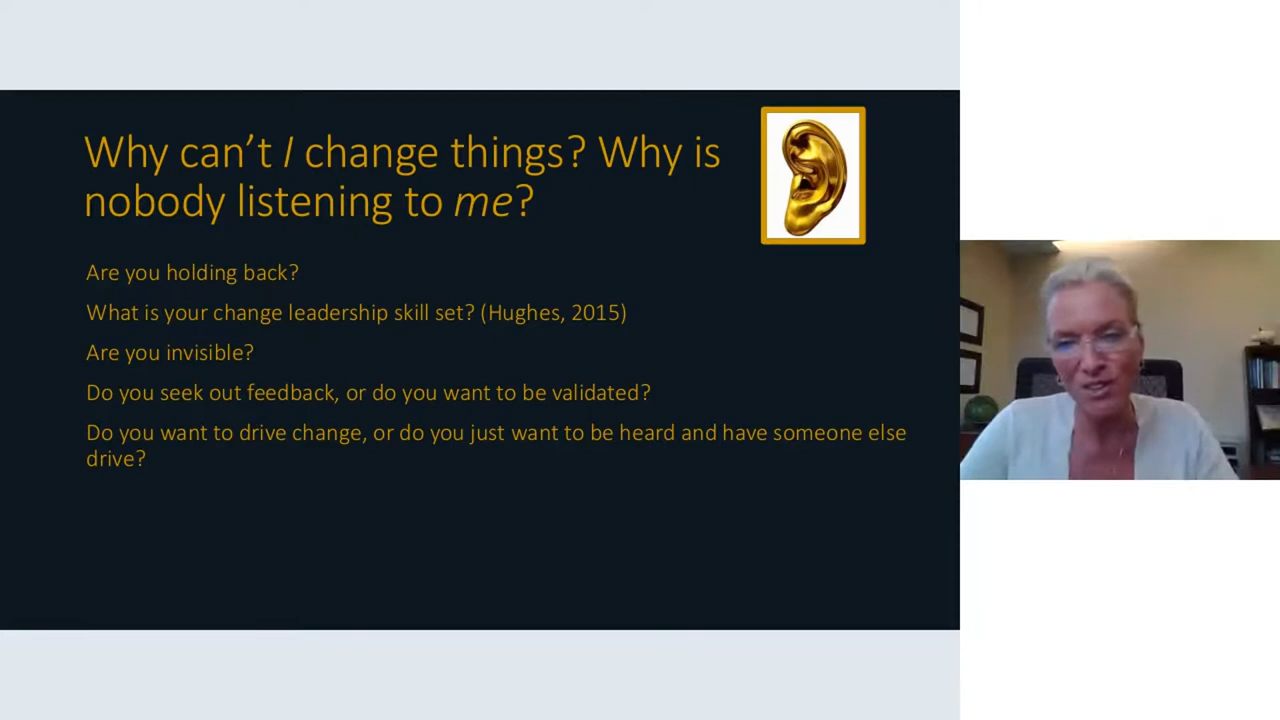 Why can’t I change things? Why is
nobody listening to me?
Are you holding back?
What is your change leadership skill set? (Hughes, 2015)
Are you invisible?
Do you seek out feedback, or do you want to be validated?
Do you want to drive change, or do you just want to be heard and have someone else
drive?